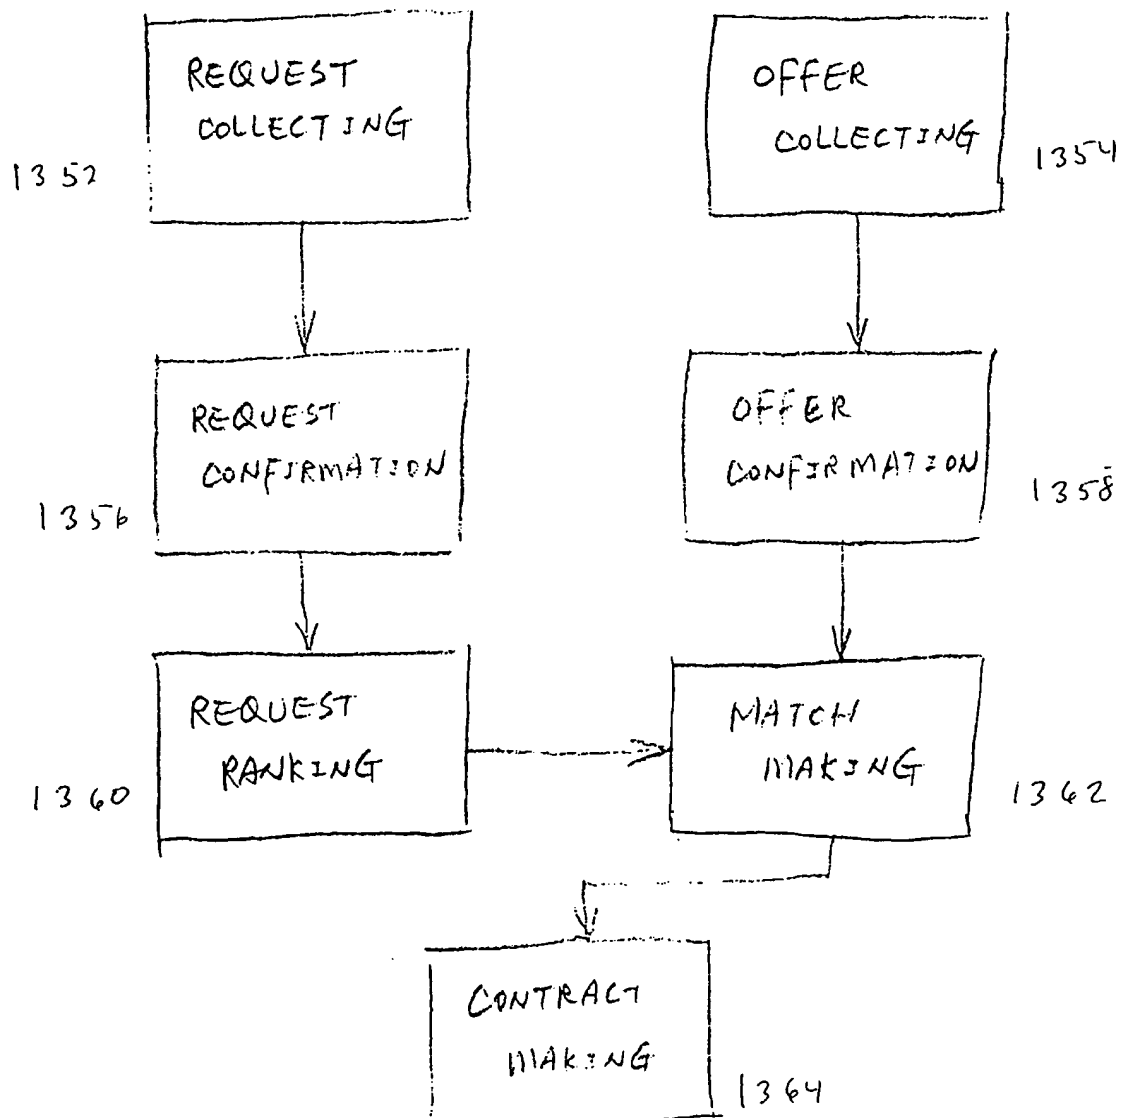 REQUEST
COLLECTING
1352
OFFER
COLLECTING
1354
REQUEST
CONFIRMATION
1356
OFFER
CONFIRMATION
1358
REQUEST
RANKING
1360
MATCH
MAKING
1362
CONTRACT
MAKING
1364